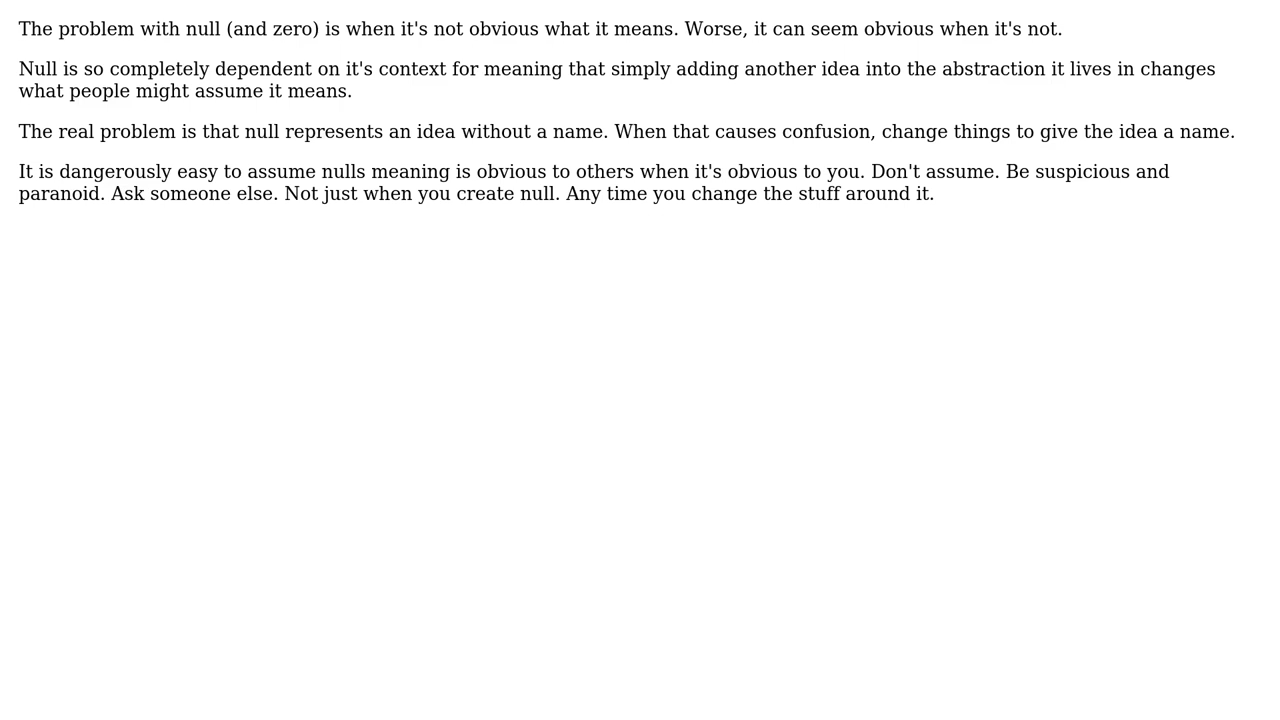 The problem with null (and zero) is when it's not obvious what it means. Worse, it can seem obvious when it's not.
Null is so completely dependent on it's context for meaning that simply adding another idea into the abstraction it lives in changes
what people might assume it means.
The real problem is that null represents an idea without a name. When that causes confusion, change things to give the idea a name.
It is dangerously easy to assume nulls meaning is obvious to others when it's obvious to you. Don't assume. Be suspicious and
paranoid. Ask someone else. Not just when you create null. Any time you change the stuff around it.